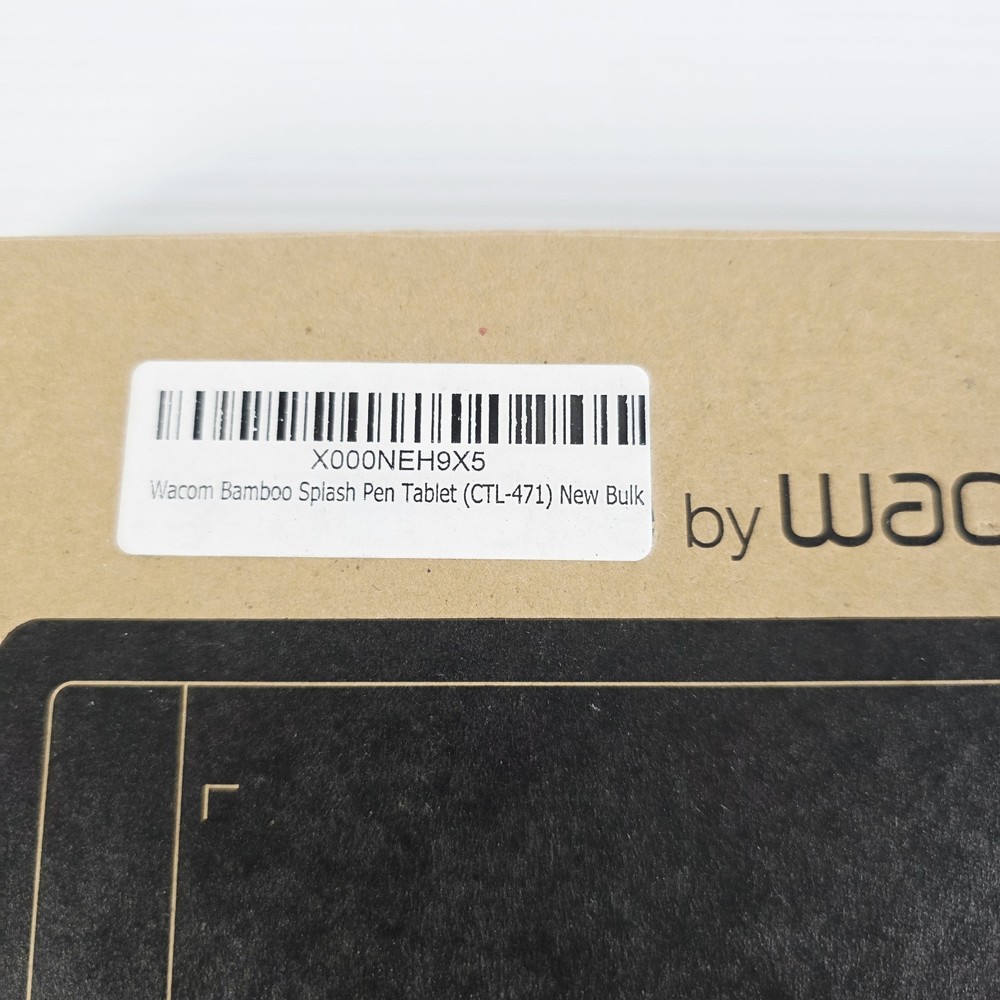 X000NEH9X5
Wacom Bamboo Splash Pen Tablet (CTL-471) New Bulk
by wac